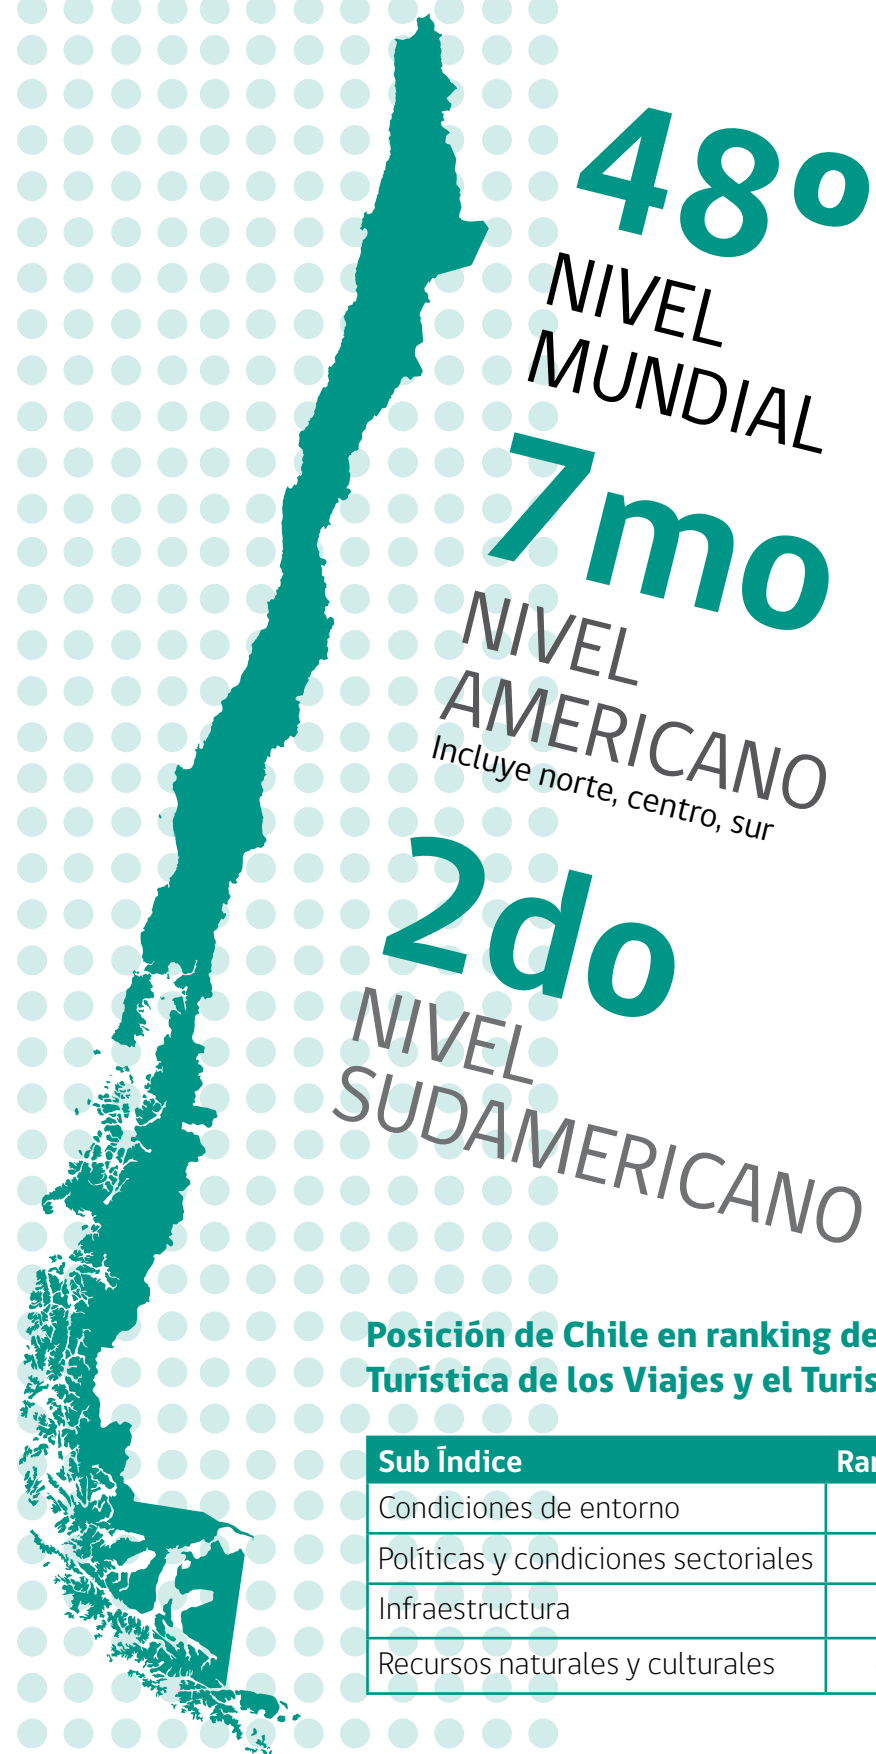 48º
NIVEL
MUNDIAL
7mo
NIVEL
AMERICANO
Incluye norte, centro, sur
2do
NIVEL
SUDAMERICANO
Posición de Chile en ranking de
Turística de los Viajes y el Turis
Sub Índice Ran
Condiciones de entorno
Políticas y condiciones sectoriales
Infraestructura
Recursos naturales y culturales